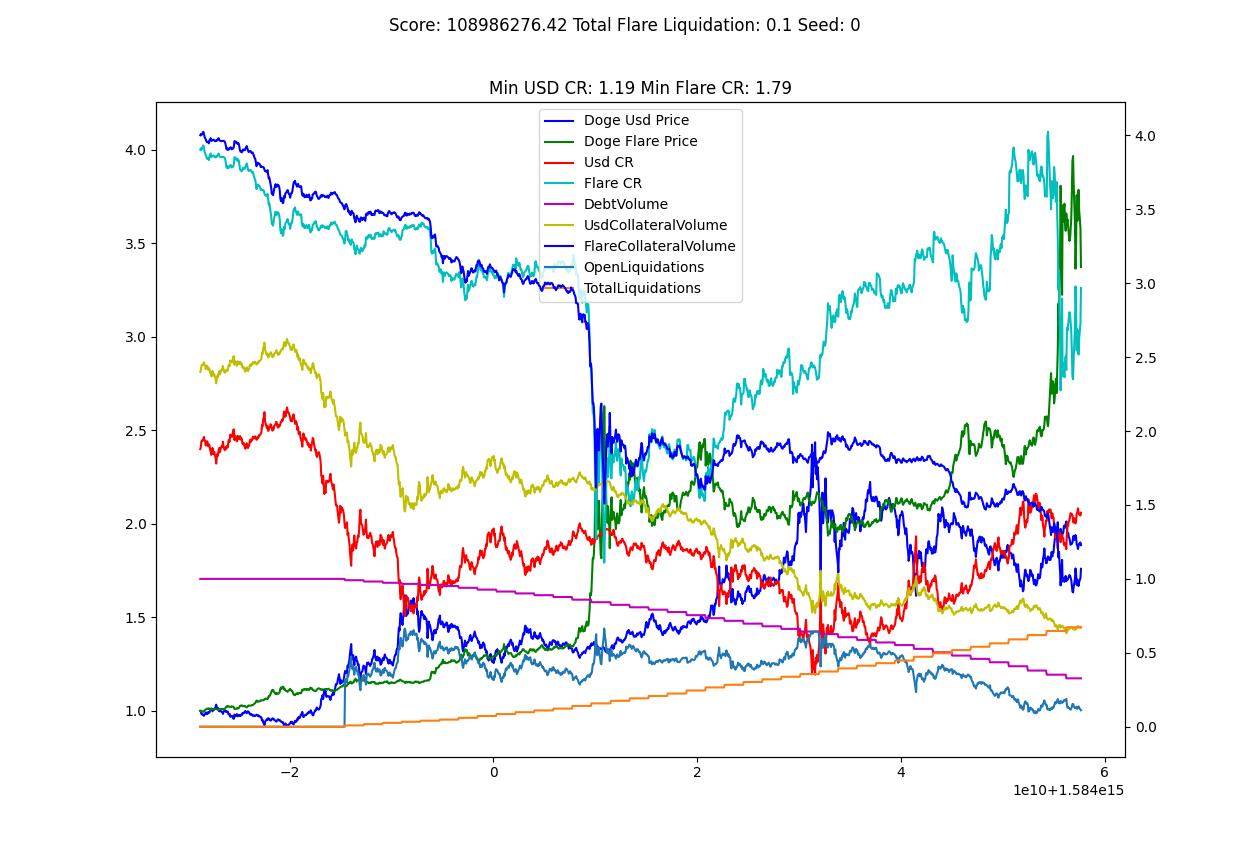 Score: 108986276.42 Total Flare Liquidation: 0.1 Seed: 0
Min USD CR: 1.19 Min Flare CR: 1.79
Doge Usd Price
Doge Flare Price
Usd CR
Flare CR
DebtVolume
UsdCollateralVolume
FlareCollateralVolume
OpenLiquidations
TotalLiquidations
4.0
3.5
3.0
2.5
2.0
1.5
1.0
4.0
3.5
3.0
2.5
2.0
1.5
1.0
0.5
0.0
−2
0
2
4
6
1e10+1.584e15